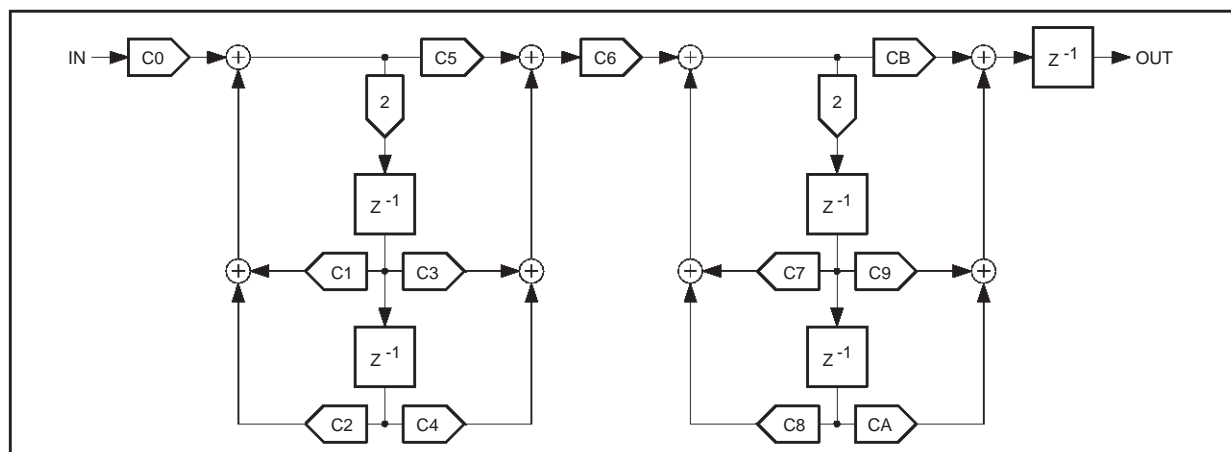 IN C0 C5 C6 CB Z⁻¹ OUT
2 2
Z⁻¹ Z⁻¹
C1 C3 C7 C9
Z⁻¹ Z⁻¹
C2 C4 C8 CA